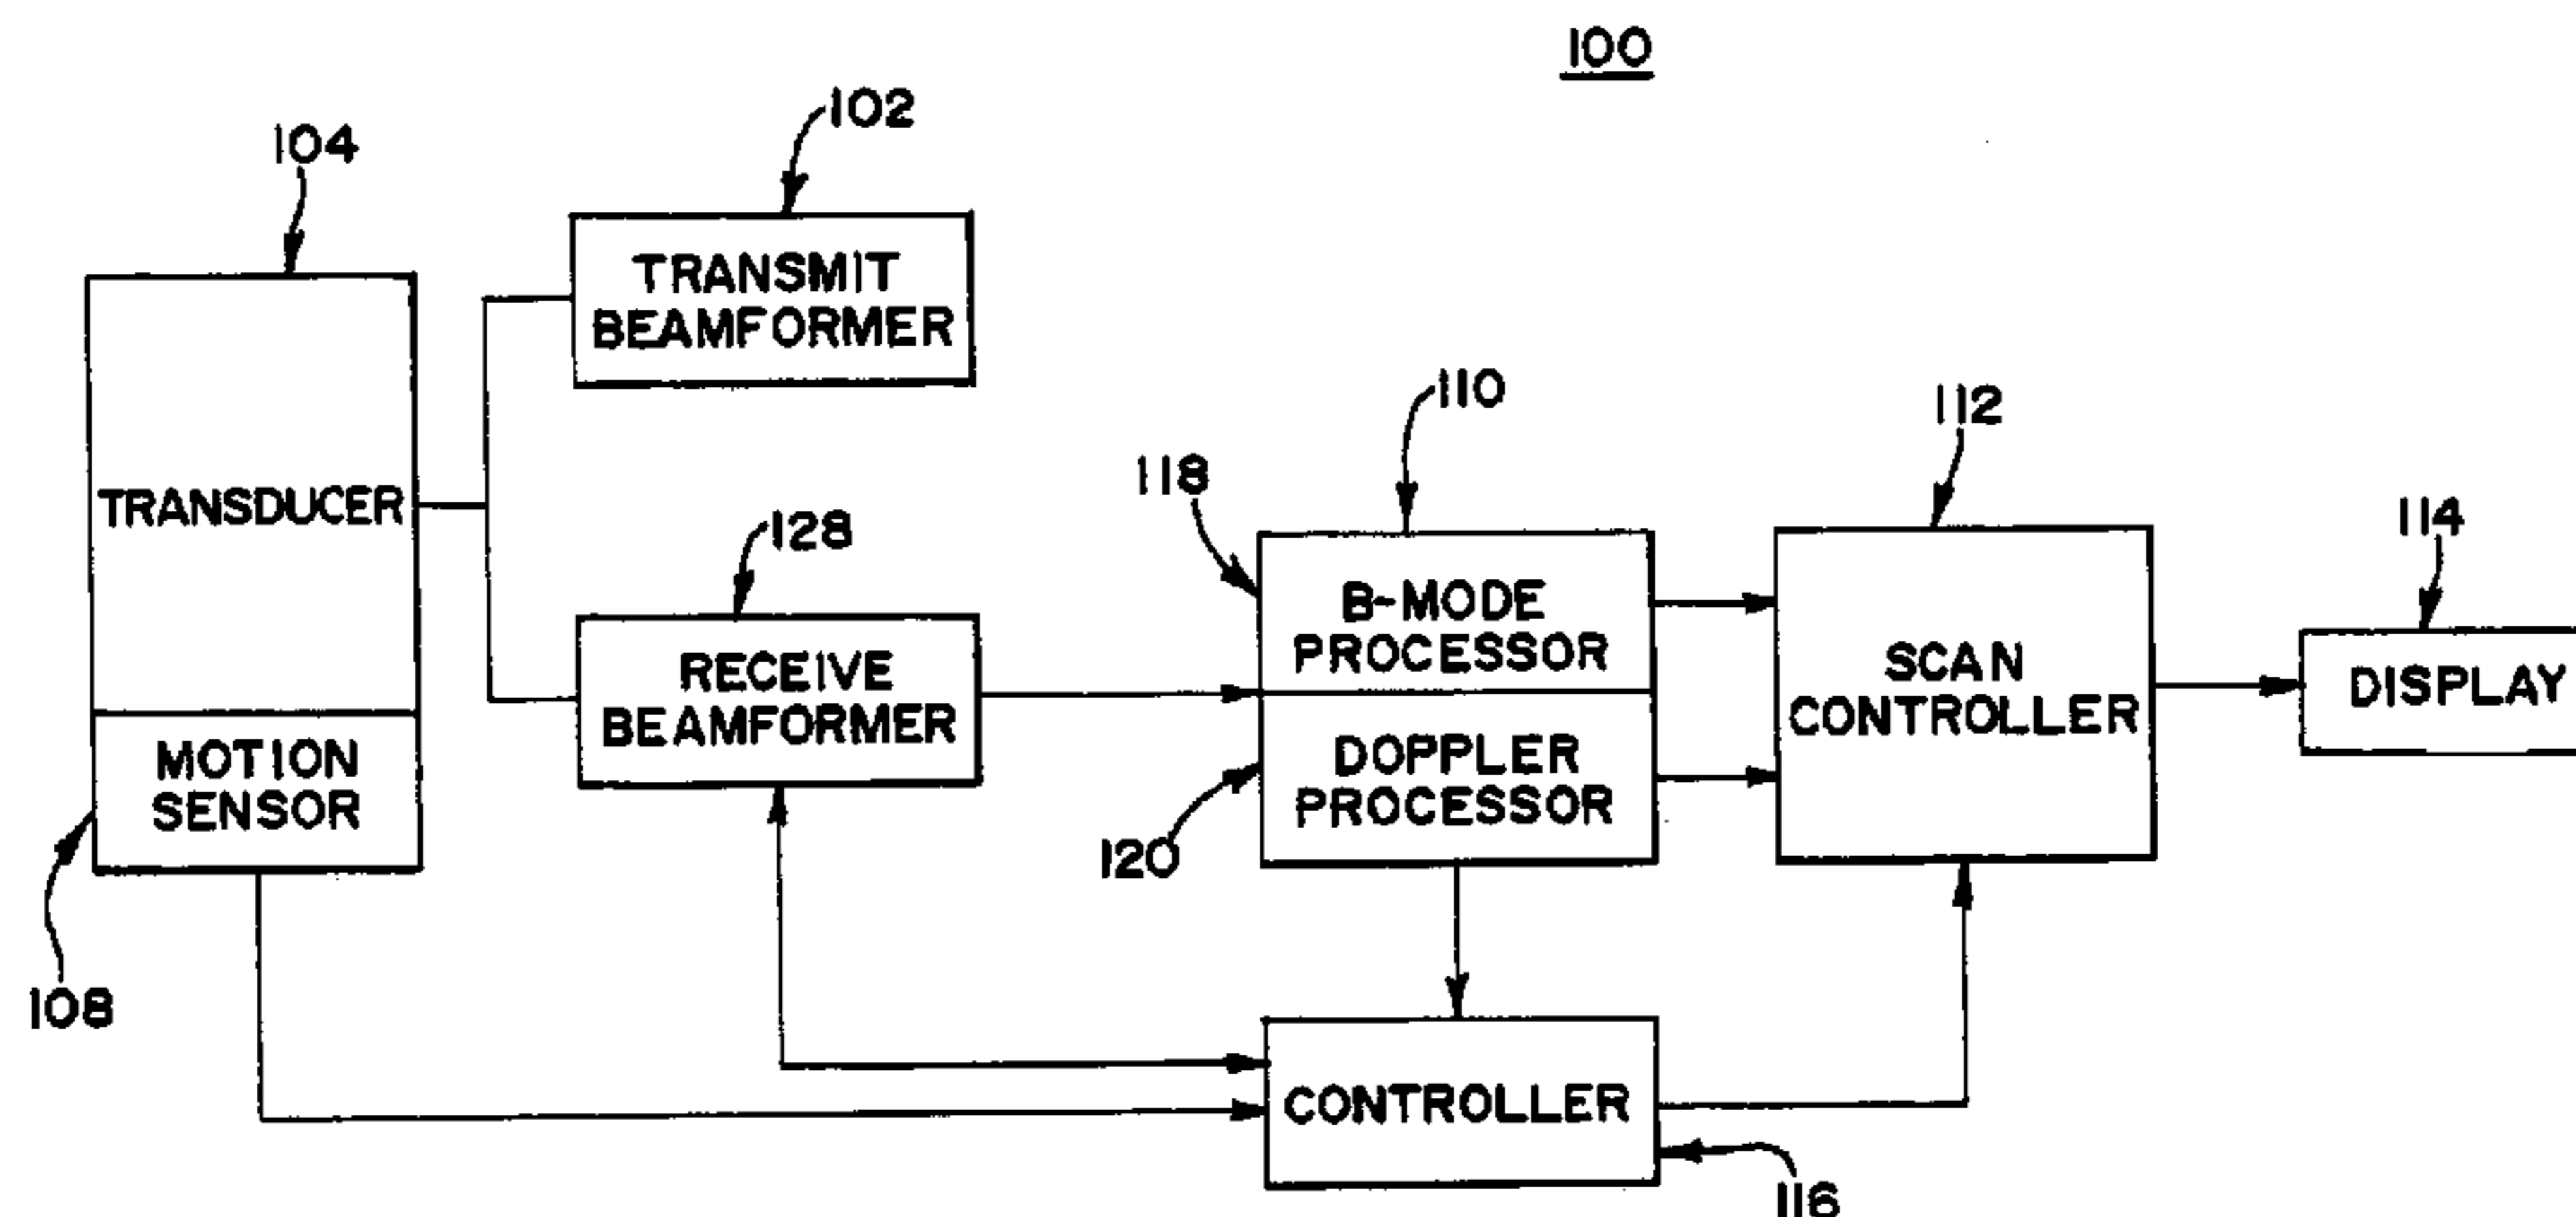 100
102
104
TRANSMIT
BEAMFORMER
110
112
118
114
TRANSDUCER
128
B-MODE
PROCESSOR
SCAN
CONTROLLER
DISPLAY
RECEIVE
BEAMFORMER
MOTION
SENSOR
DOPPLER
PROCESSOR
120
108
CONTROLLER
116